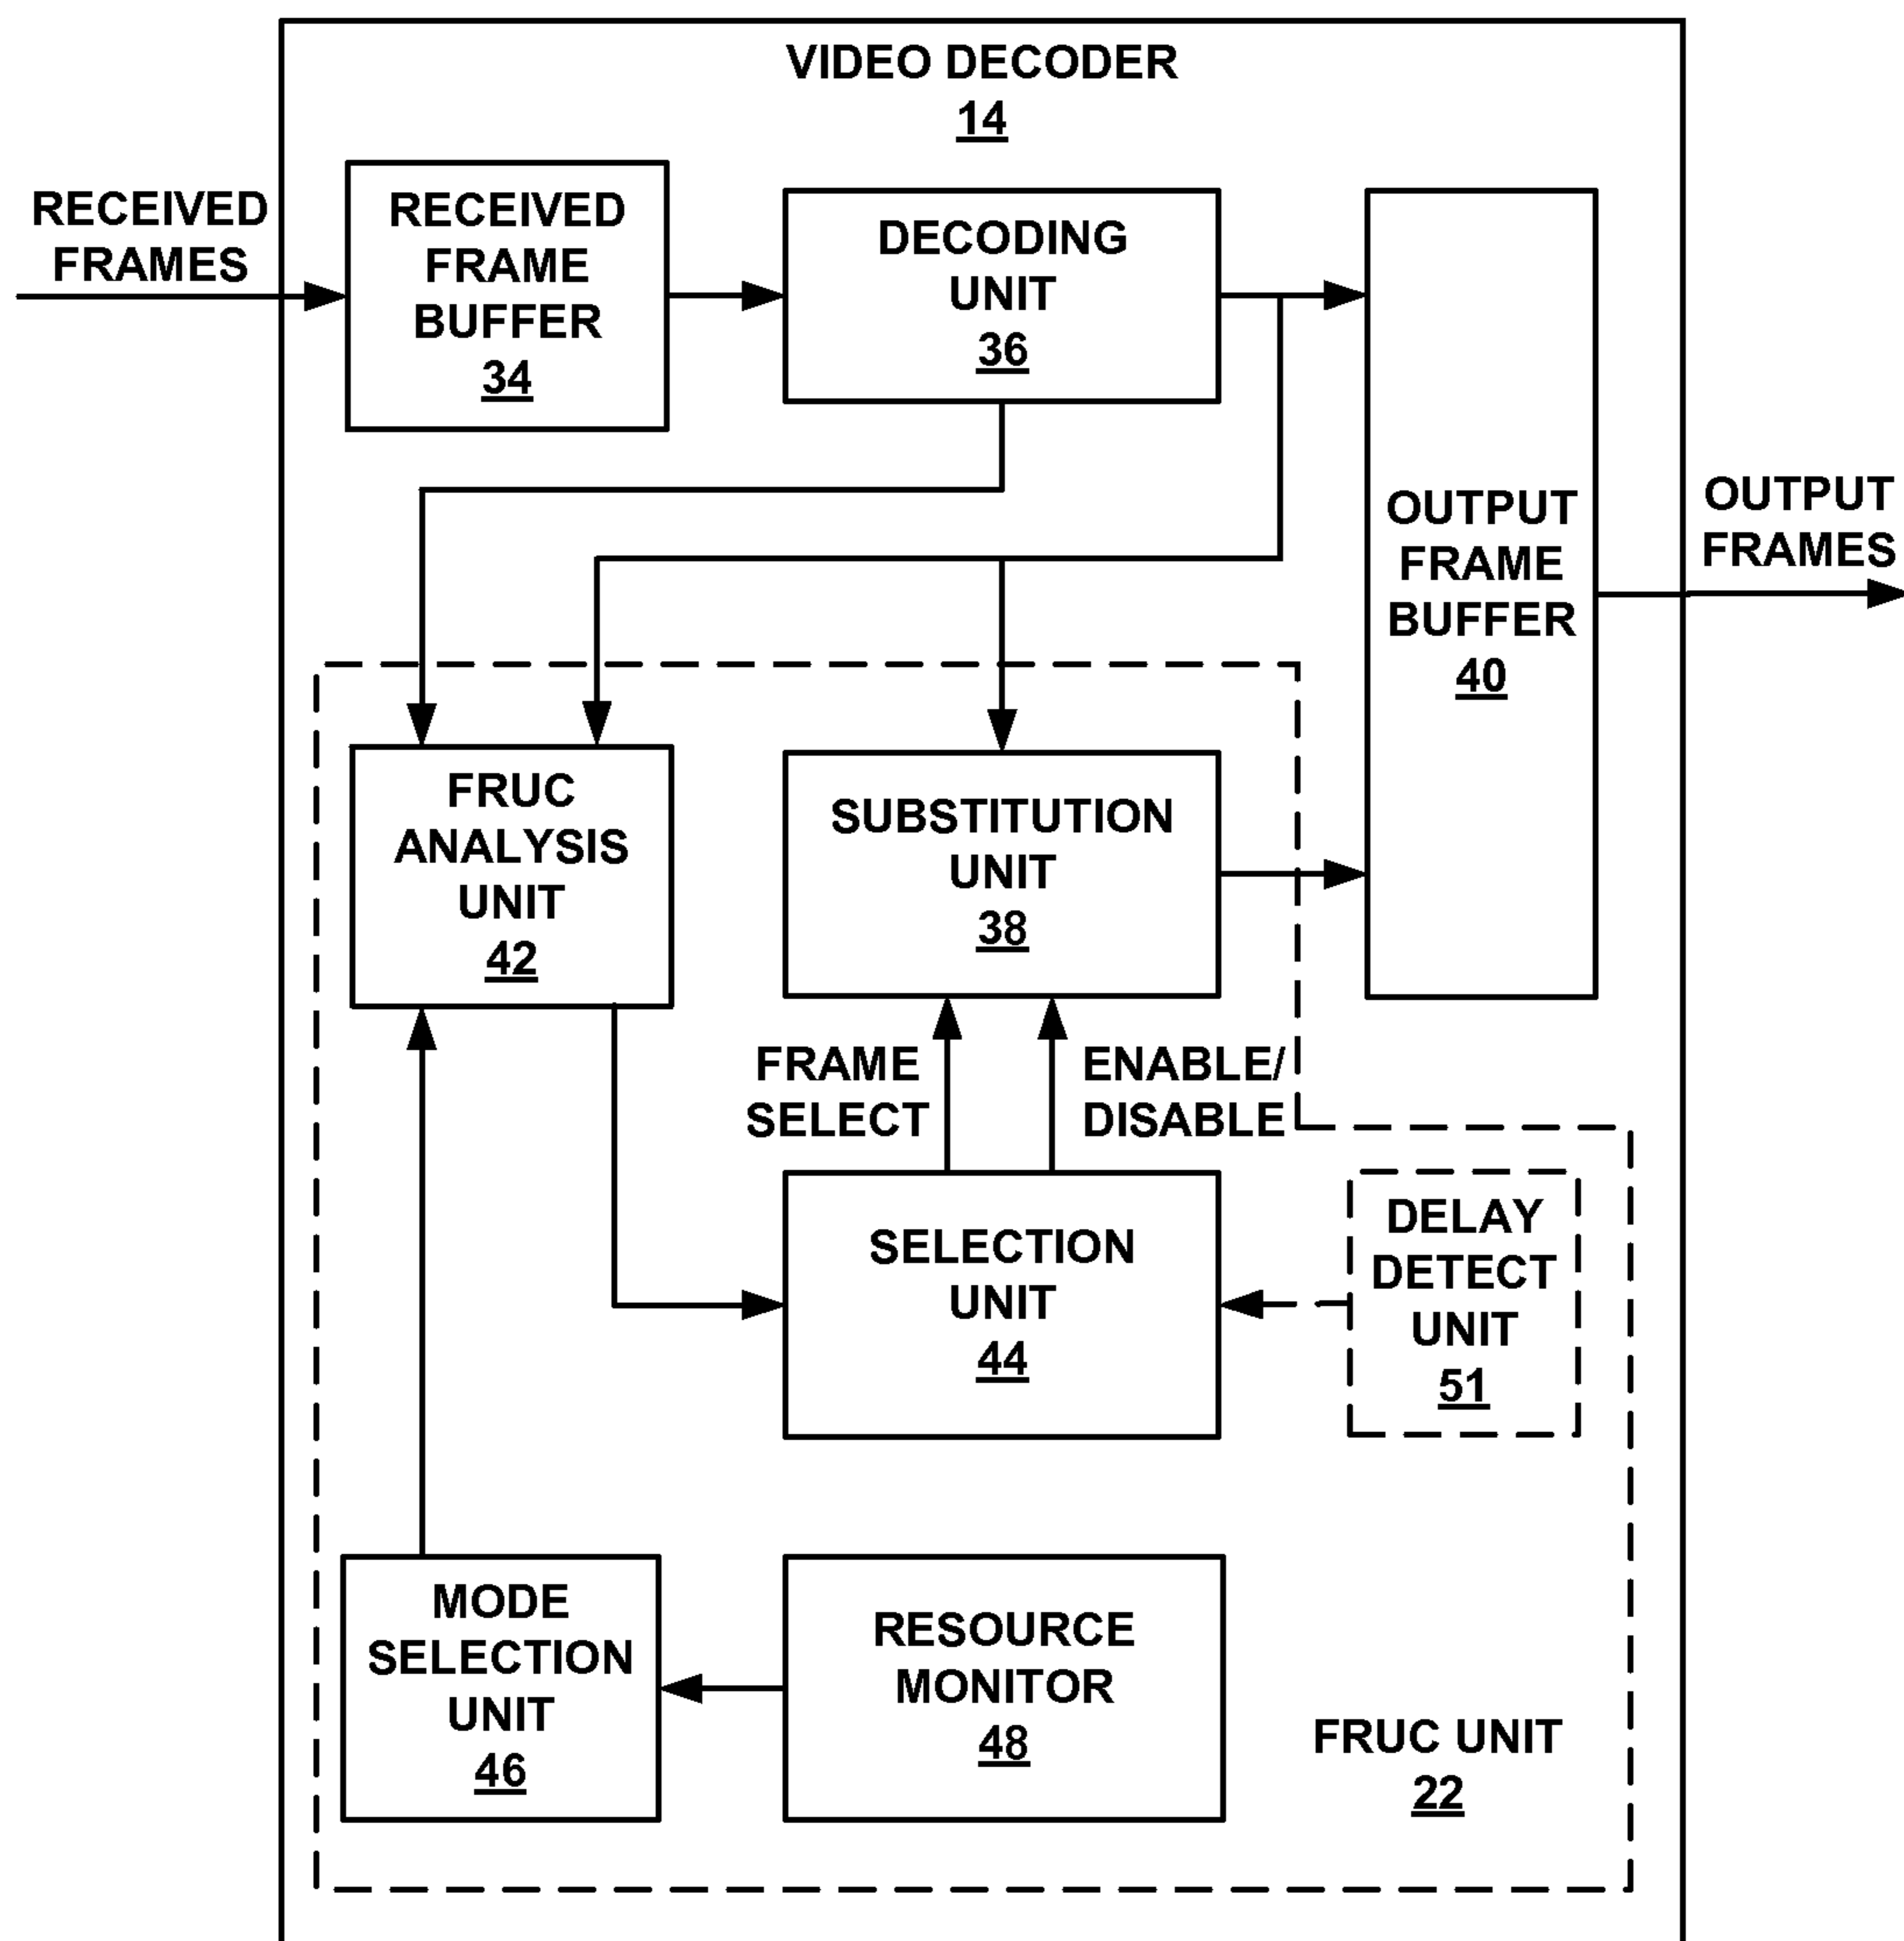 VIDEO DECODER
14
RECEIVED
FRAMES
RECEIVED
FRAME
BUFFER
34
DECODING
UNIT
36
OUTPUT
FRAME
BUFFER
40
OUTPUT
FRAMES
FRUC
ANALYSIS
UNIT
42
SUBSTITUTION
UNIT
38
FRAME
SELECT
ENABLE/
DISABLE
SELECTION
UNIT
44
DELAY
DETECT
UNIT
51
MODE
SELECTION
UNIT
46
RESOURCE
MONITOR
48
FRUC UNIT
22